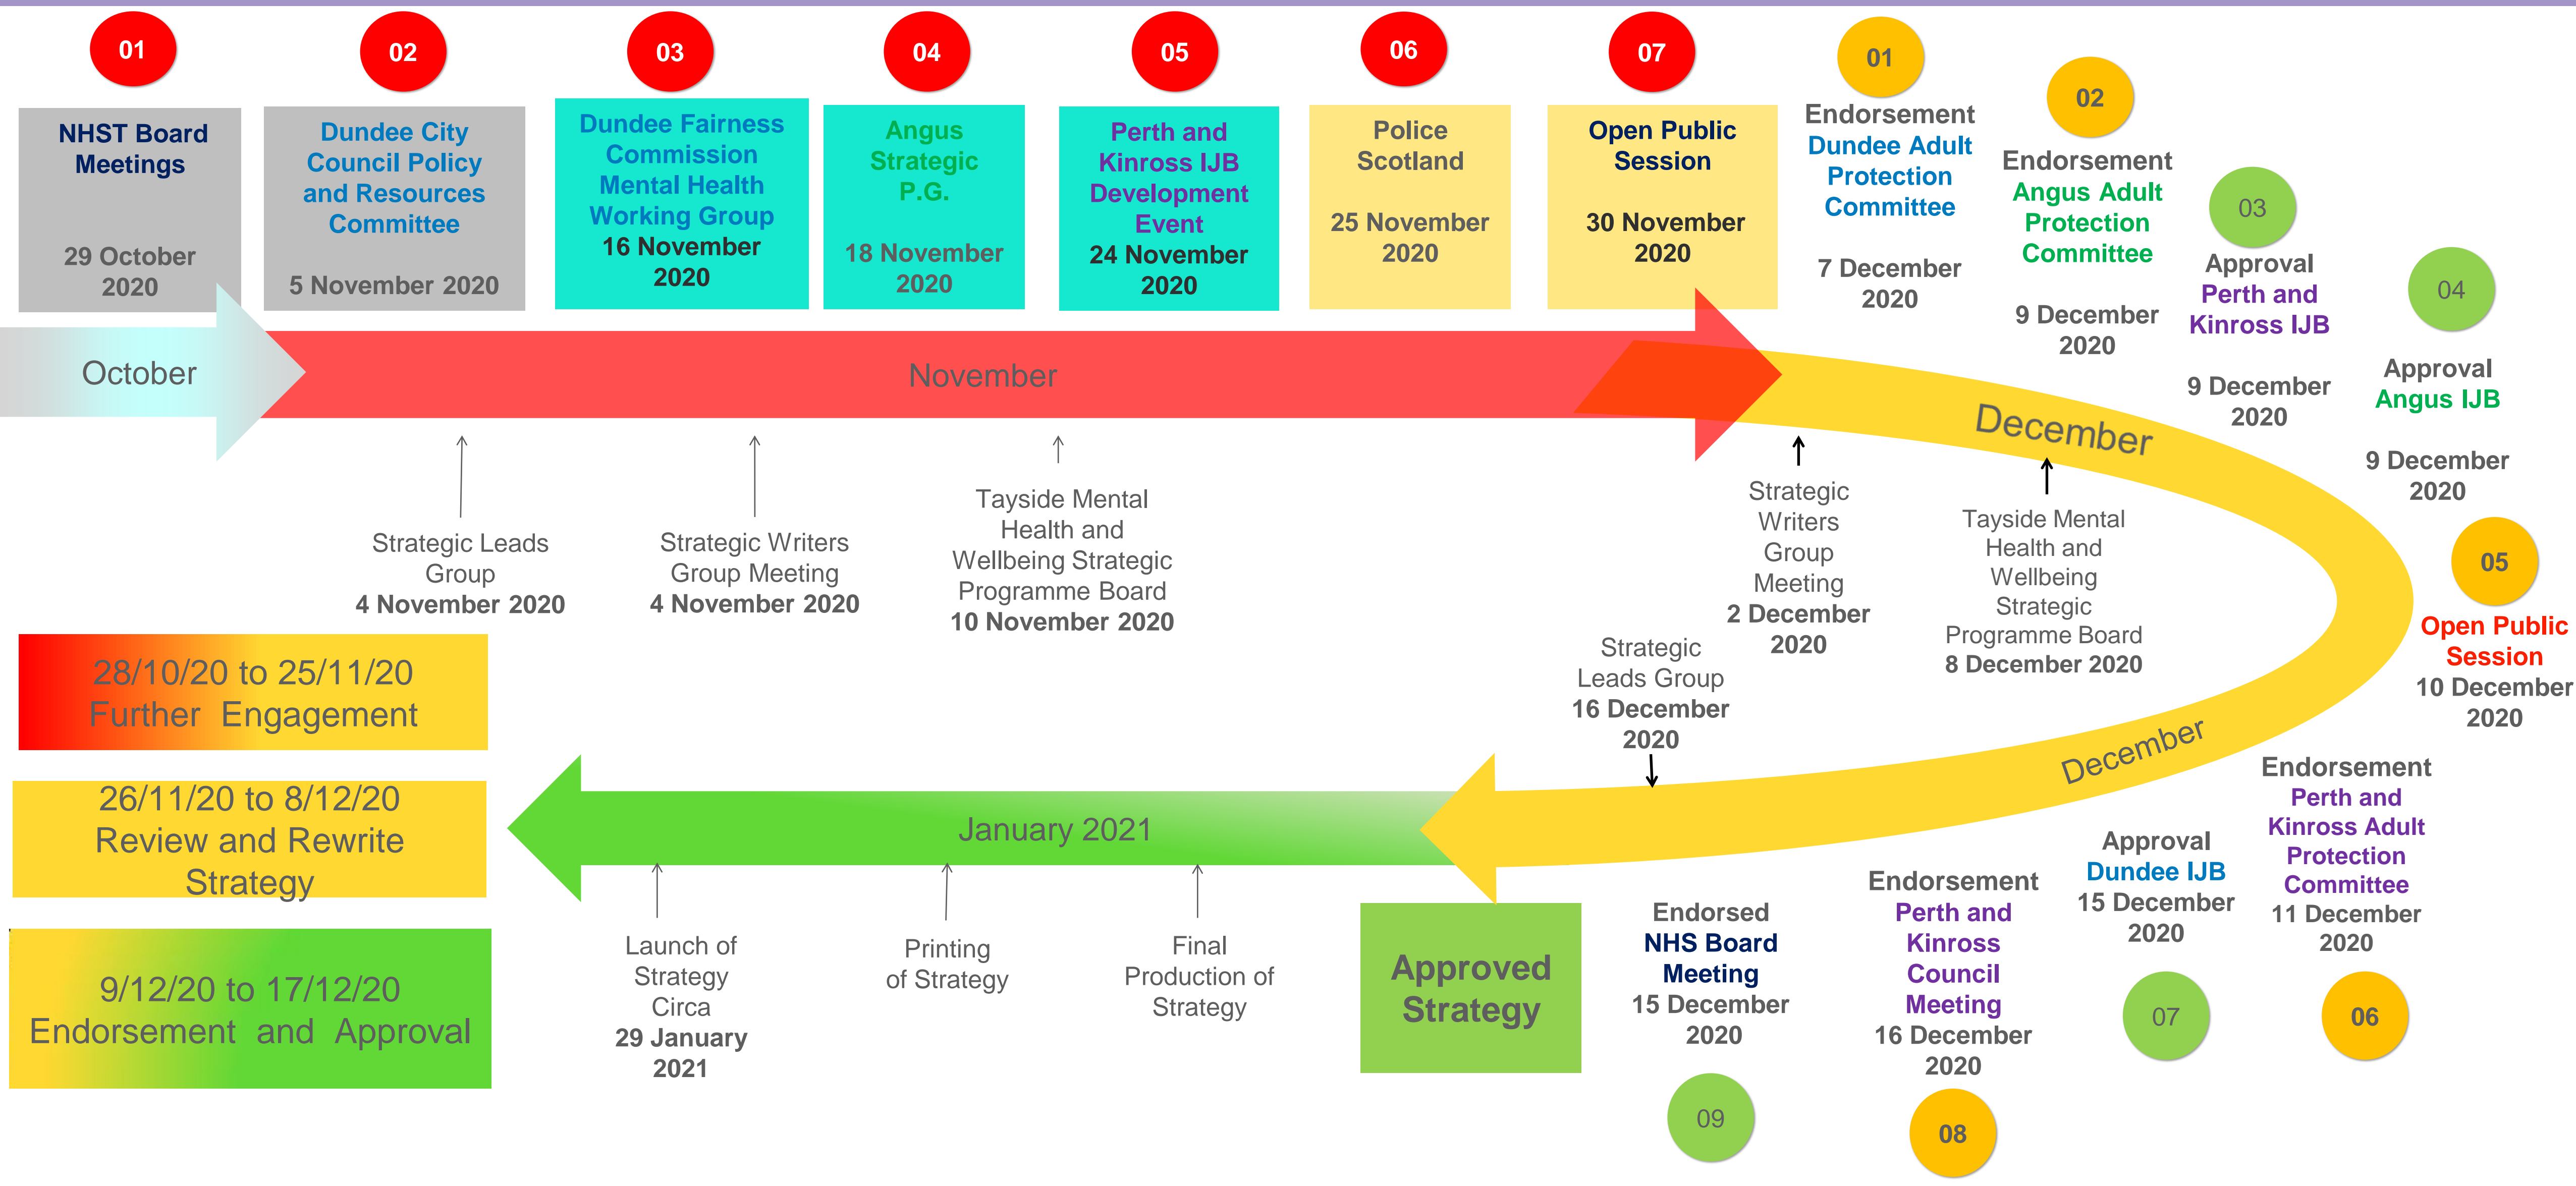 01
NHST Board
Meetings
29 October
2020
02
Dundee City
Council Policy
and Resources
Committee
5 November 2020
03
Dundee Fairness
Commission
Mental Health
Working Group
16 November
2020
04
Angus
Strategic
P.G.
18 November
2020
05
Perth and
Kinross IJB
Development
Event
24 November
2020
06
Police
Scotland
25 November
2020
07
Open Public
Session
30 November
2020
01
Endorsement
Dundee Adult
Protection
Committee
7 December
2020
02
Endorsement
Angus Adult
Protection
Committee
9 December
2020
03
Approval
Perth and
Kinross IJB
9 December
2020
04
Approval
Angus IJB
9 December
2020
October
November
December
Strategic Leads
Group
4 November 2020
Strategic Writers
Group Meeting
4 November 2020
Tayside Mental
Health and
Wellbeing Strategic
Programme Board
10 November 2020
Strategic
Writers
Group
Meeting
2 December
2020
Tayside Mental
Health and
Wellbeing
Strategic
Programme Board
8 December 2020
05
Open Public
Session
10 December
2020
28/10/20 to 25/11/20
Further Engagement
26/11/20 to 8/12/20
Review and Rewrite
Strategy
9/12/20 to 17/12/20
Endorsement and Approval
Strategic
Leads Group
16 December
2020
December
January 2021
Launch of
Strategy
Circa
29 January
2021
Printing
of Strategy
Final
Production of
Strategy
Approved
Strategy
Endorsed
NHS Board
Meeting
15 December
2020
09
Endorsement
Perth and
Kinross
Council
Meeting
16 December
2020
08
Approval
Dundee IJB
15 December
2020
07
Endorsement
Perth and
Kinross Adult
Protection
Committee
11 December
2020
06